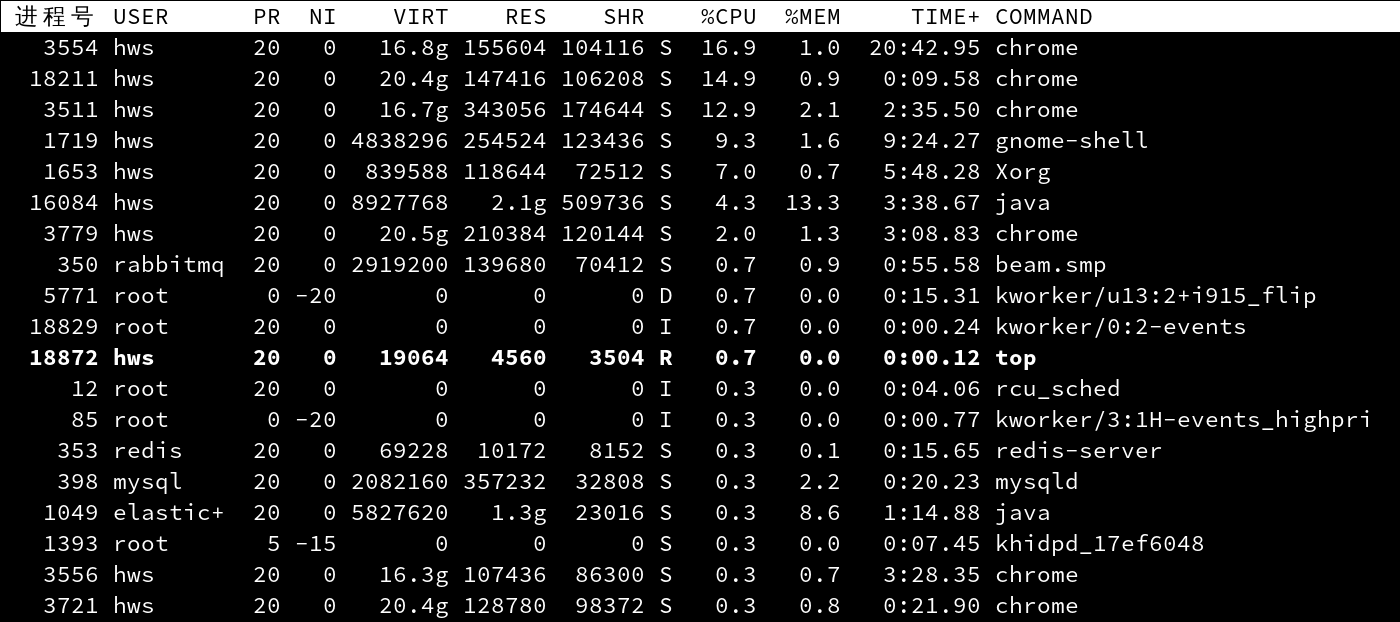 进程号 USER PR NI VIRT RES SHR %CPU %MEM TIME+ COMMAND
3554 hws 20 0 16.8g 155604 104116 S 16.9 1.0 20:42.95 chrome
18211 hws 20 0 20.4g 147416 106208 S 14.9 0.9 0:09.58 chrome
3511 hws 20 0 16.7g 343056 174644 S 12.9 2.1 2:35.50 chrome
1719 hws 20 0 4838296 254524 123436 S 9.3 1.6 9:24.27 gnome-shell
1653 hws 20 0 839588 118644 72512 S 7.0 0.7 5:48.28 Xorg
16084 hws 20 0 8927768 2.1g 509736 S 4.3 13.3 3:38.67 java
3779 hws 20 0 20.5g 210384 120144 S 2.0 1.3 3:08.83 chrome
350 rabbitmq 20 0 2919200 139680 70412 S 0.7 0.9 0:55.58 beam.smp
5771 root 0 -20 0 0 0 D 0.7 0.0 0:15.31 kworker/u13:2+i915_flip
18829 root 20 0 0 0 0 I 0.7 0.0 0:00.24 kworker/0:2-events
18872 hws 20 0 19064 4560 3504 R 0.7 0.0 0:00.12 top
12 root 20 0 0 0 0 I 0.3 0.0 0:04.06 rcu_sched
85 root 0 -20 0 0 0 I 0.3 0.0 0:00.77 kworker/3:1H-events_highpri
353 redis 20 0 69228 10172 8152 S 0.3 0.1 0:15.65 redis-server
398 mysql 20 0 2082160 357232 32808 S 0.3 2.2 0:20.23 mysqld
1049 elastic+ 20 0 5827620 1.3g 23016 S 0.3 8.6 1:14.88 java
1393 root 5 -15 0 0 0 S 0.3 0.0 0:07.45 khidpd_17ef6048
3556 hws 20 0 16.3g 107436 86300 S 0.3 0.7 3:28.35 chrome
3721 hws 20 0 20.4g 128780 98372 S 0.3 0.8 0:21.90 chrome